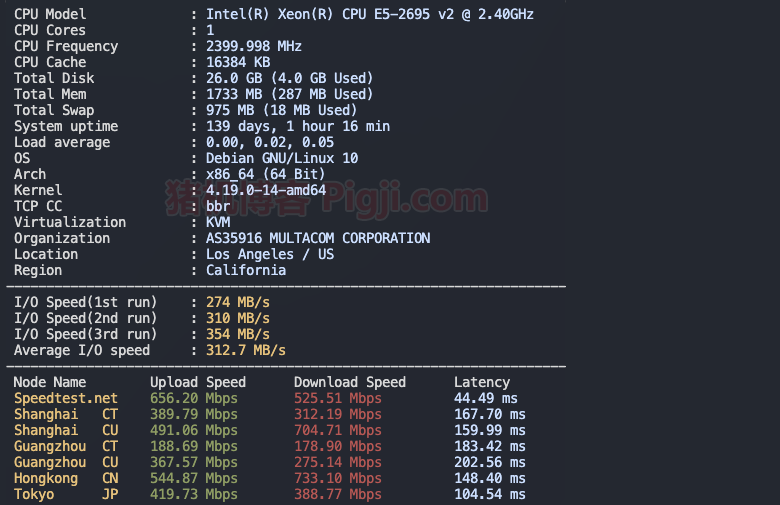 CPU Model : Intel(R) Xeon(R) CPU E5-2695 v2 @ 2.40GHz
CPU Cores : 1
CPU Frequency : 2399.998 MHz
CPU Cache : 16384 KB
Total Disk : 26.0 GB (4.0 GB Used)
Total Mem : 1733 MB (287 MB Used)
Total Swap : 975 MB (18 MB Used)
System uptime : 139 days, 1 hour 16 min
Load average : 0.00, 0.02, 0.05
OS : Debian GNU/Linux 10
Arch : x86_64 (64 Bit)
Kernel : 4.19.0-14-amd64
猪机博客 Pigji.com
TCP CC : bbr
Virtualization : KVM
Organization : AS35916 MULTACOM CORPORATION
Location : Los Angeles / US
Region : California
I/O Speed(1st run) : 274 MB/s
I/O Speed(2nd run) : 310 MB/s
I/O Speed(3rd run) : 354 MB/s
Average I/O speed : 312.7 MB/s
Node Name Upload Speed Download Speed Latency
Speedtest.net 656.20 Mbps 525.51 Mbps 44.49 ms
Shanghai CT 389.79 Mbps 312.19 Mbps 167.70 ms
Shanghai CU 491.06 Mbps 704.71 Mbps 159.99 ms
Guangzhou CT 188.69 Mbps 178.90 Mbps 183.42 ms
Guangzhou CU 367.57 Mbps 275.14 Mbps 202.56 ms
Hongkong CN 544.87 Mbps 733.10 Mbps 148.40 ms
Tokyo JP 419.73 Mbps 388.77 Mbps 104.54 ms